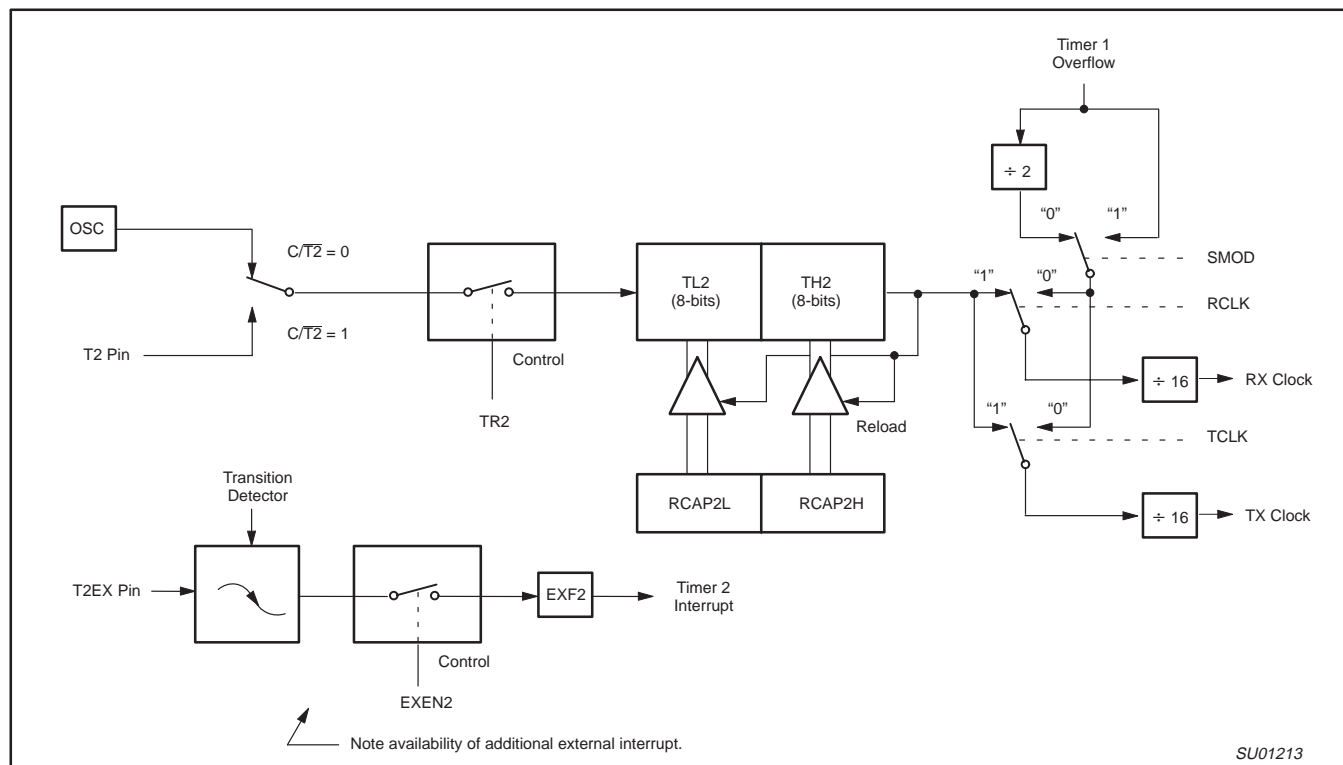 Timer 1
Overflow
÷ 2
“0”
“1”
OSC
C/T2 = 0
SMOD
TL2
(8-bits)
TH2
(8-bits)
“1”
“0”
RCLK
C/T2 = 1
T2 Pin
Control
÷ 16
RX Clock
TR2
Reload
“1”
“0”
TCLK
Transition
Detector
RCAP2L
RCAP2H
÷ 16
TX Clock
T2EX Pin
EXF2
Timer 2
Interrupt
Control
EXEN2
Note availability of additional external interrupt.
SU01213